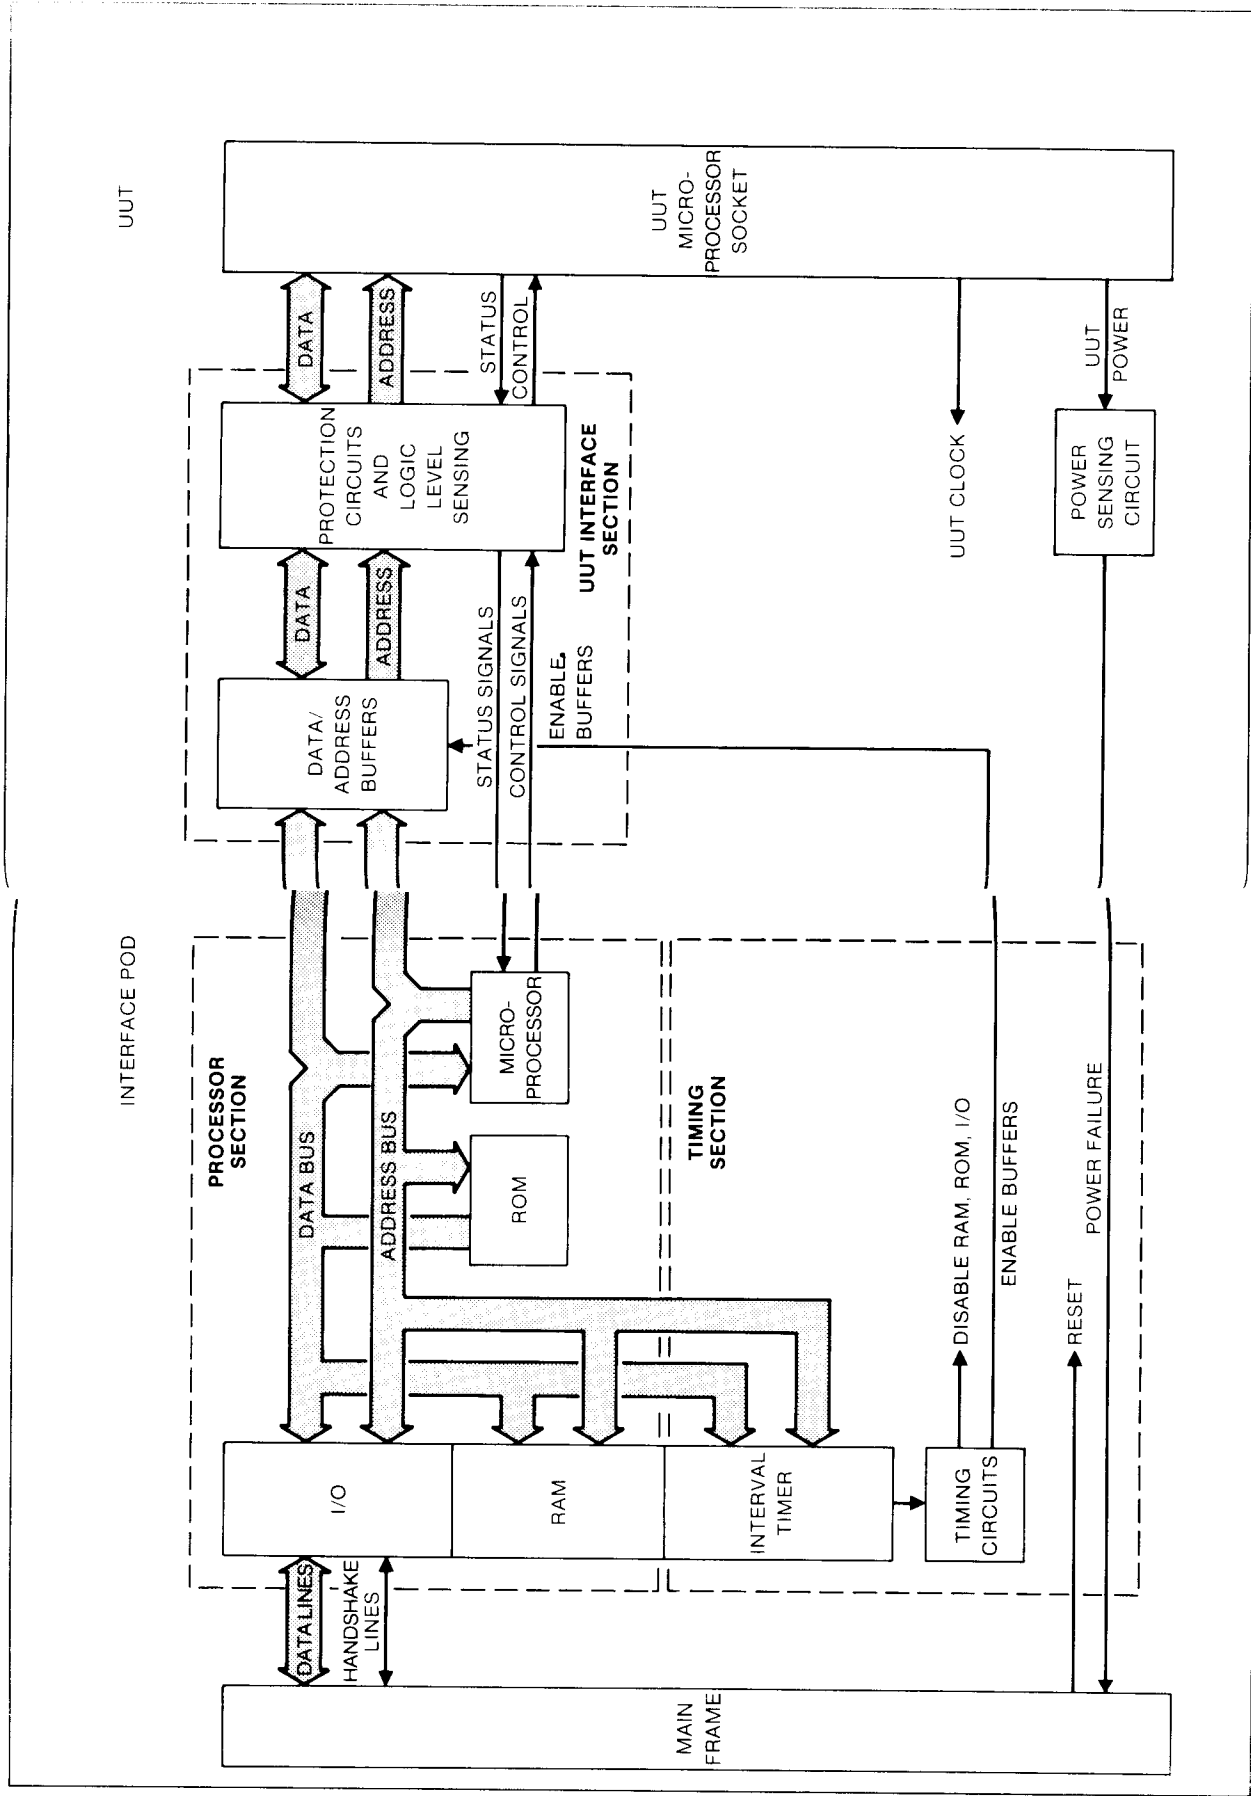 INTERFACE POD
UUT
PROCESSOR
SECTION
DATA LINES
HANDSHAKE
LINES
MAIN
FRAME
I/O
RAM
INTERVAL
TIMER
DATA BUS
ADDRESS BUS
ROM
MICRO-
PROCESSOR
TIMING
SECTION
TIMING
CIRCUITS
DISABLE RAM, ROM, I/O
ENABLE BUFFERS
RESET
POWER FAILURE
DATA/
ADDRESS
BUFFERS
DATA
ADDRESS
STATUS SIGNALS
CONTROL SIGNALS
ENABLE
BUFFERS
PROTECTION
CIRCUITS
AND
LOGIC
LEVEL
SENSING
UUT INTERFACE
SECTION
DATA
ADDRESS
STATUS
CONTROL
UUT
MICRO-
PROCESSOR
SOCKET
UUT CLOCK
UUT
POWER
POWER
SENSING
CIRCUIT